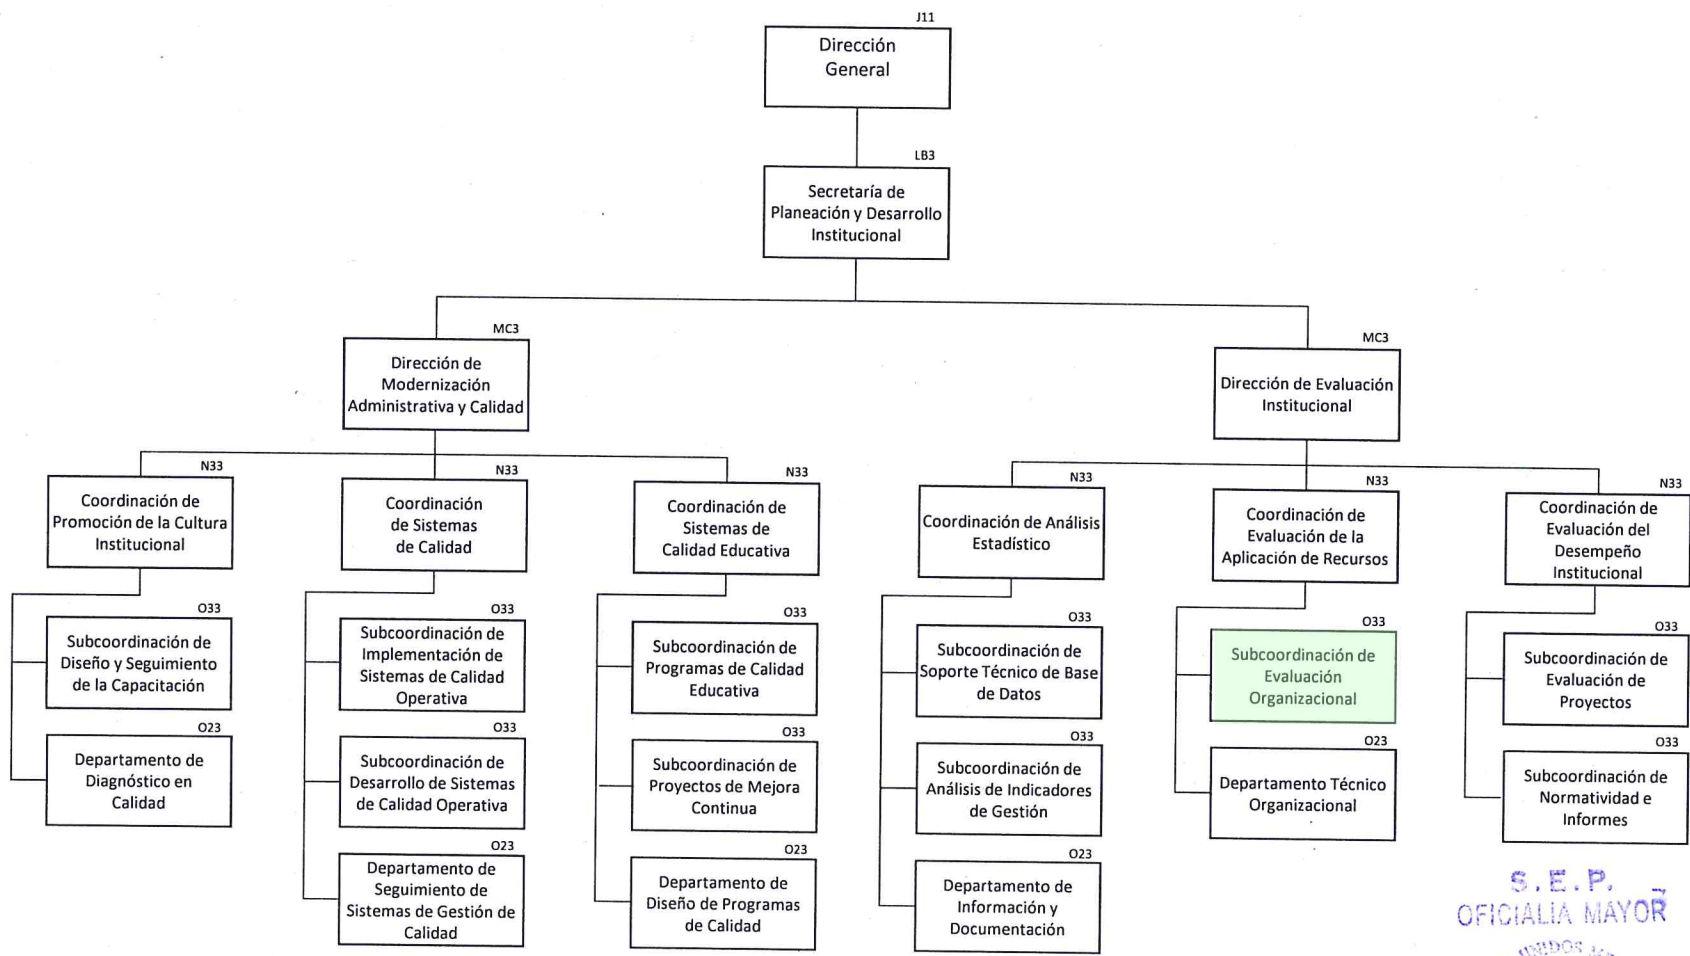 J11
Dirección
General
LB3
Secretaría de
Planeación y Desarrollo
Institucional
MC3
Dirección de
Modernización
Administrativa y Calidad
MC3
Dirección de Evaluación
Institucional
N33
Coordinación de
Promoción de la Cultura
Institucional
N33
Coordinación
de Sistemas
de Calidad
N33
Coordinación de
Sistemas de
Calidad Educativa
N33
Coordinación de Análisis
Estadístico
N33
Coordinación de
Evaluación de la
Aplicación de Recursos
N33
Coordinación de
Evaluación del
Desempeño
Institucional
O33
Subcoordinación de
Diseño y Seguimiento
de la Capacitación
O23
Departamento de
Diagnóstico en
Calidad
O33
Subcoordinación de
Implementación de
Sistemas de Calidad
Operativa
O33
Subcoordinación de
Desarrollo de Sistemas
de Calidad Operativa
O23
Departamento de
Seguimiento de
Sistemas de Gestión de
Calidad
O33
Subcoordinación de
Programas de Calidad
Educativa
O33
Subcoordinación de
Proyectos de Mejora
Continua
O23
Departamento de
Diseño de Programas
de Calidad
O33
Subcoordinación de
Soporte Técnico de Base
de Datos
O33
Subcoordinación de
Análisis de Indicadores
de Gestión
O23
Departamento de
Información y
Documentación
O33
Subcoordinación de
Evaluación
Organizacional
O23
Departamento Técnico
Organizacional
O33
Subcoordinación de
Evaluación de
Proyectos
O33
Subcoordinación de
Normatividad e
Informes
S.E.P.
OFICIALIA MAYOR
UNIDOS